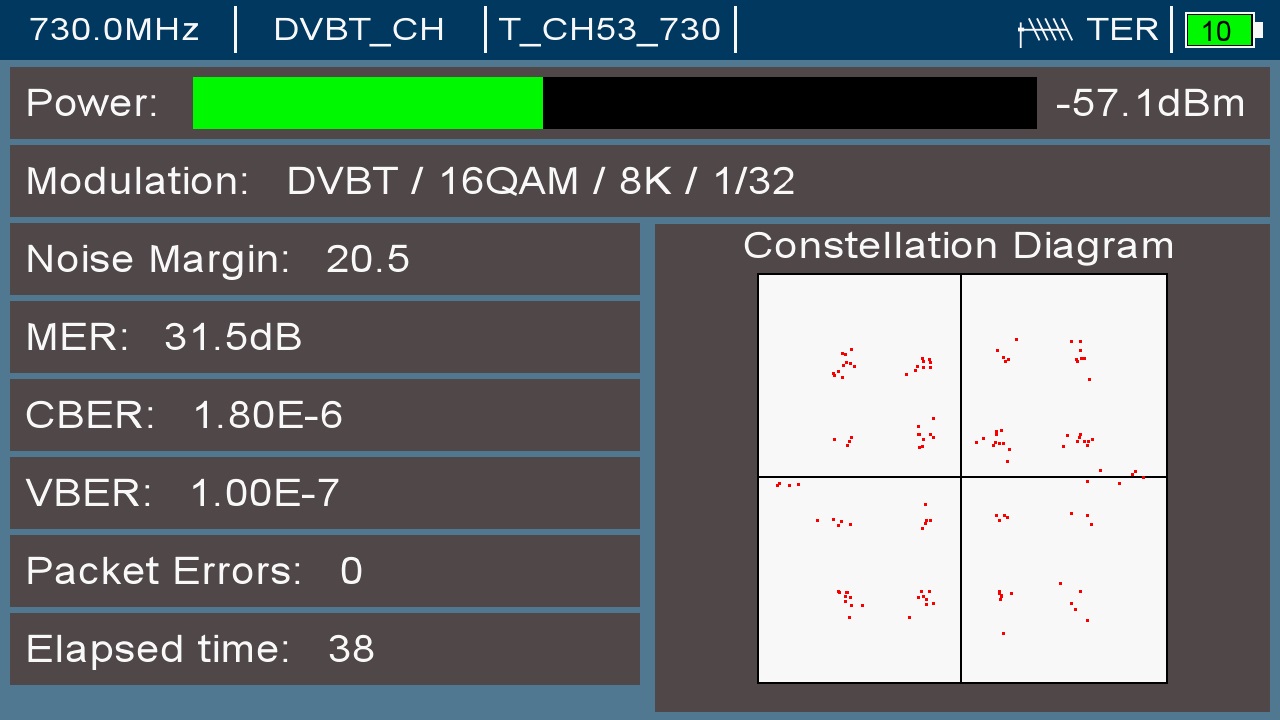 730.0MHz DVBT_CH T_CH53_730 TER 10
Power: -57.1dBm
Modulation: DVBT / 16QAM / 8K / 1/32
Noise Margin: 20.5
MER: 31.5dB
CBER: 1.80E-6
VBER: 1.00E-7
Packet Errors: 0
Elapsed time: 38
Constellation Diagram